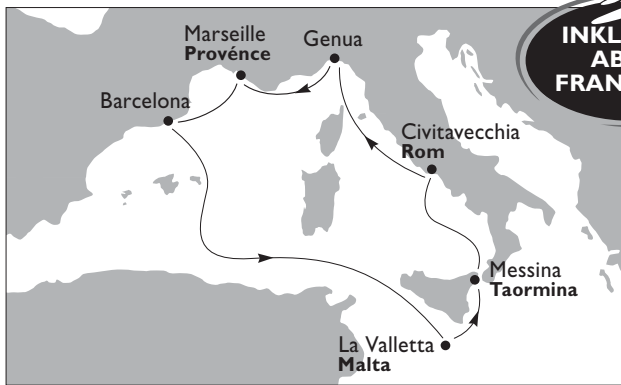 Marseille
Provénce
Genua
Barcelona
Civitavecchia
Rom
Messina
Taormina
La Valletta
Malta